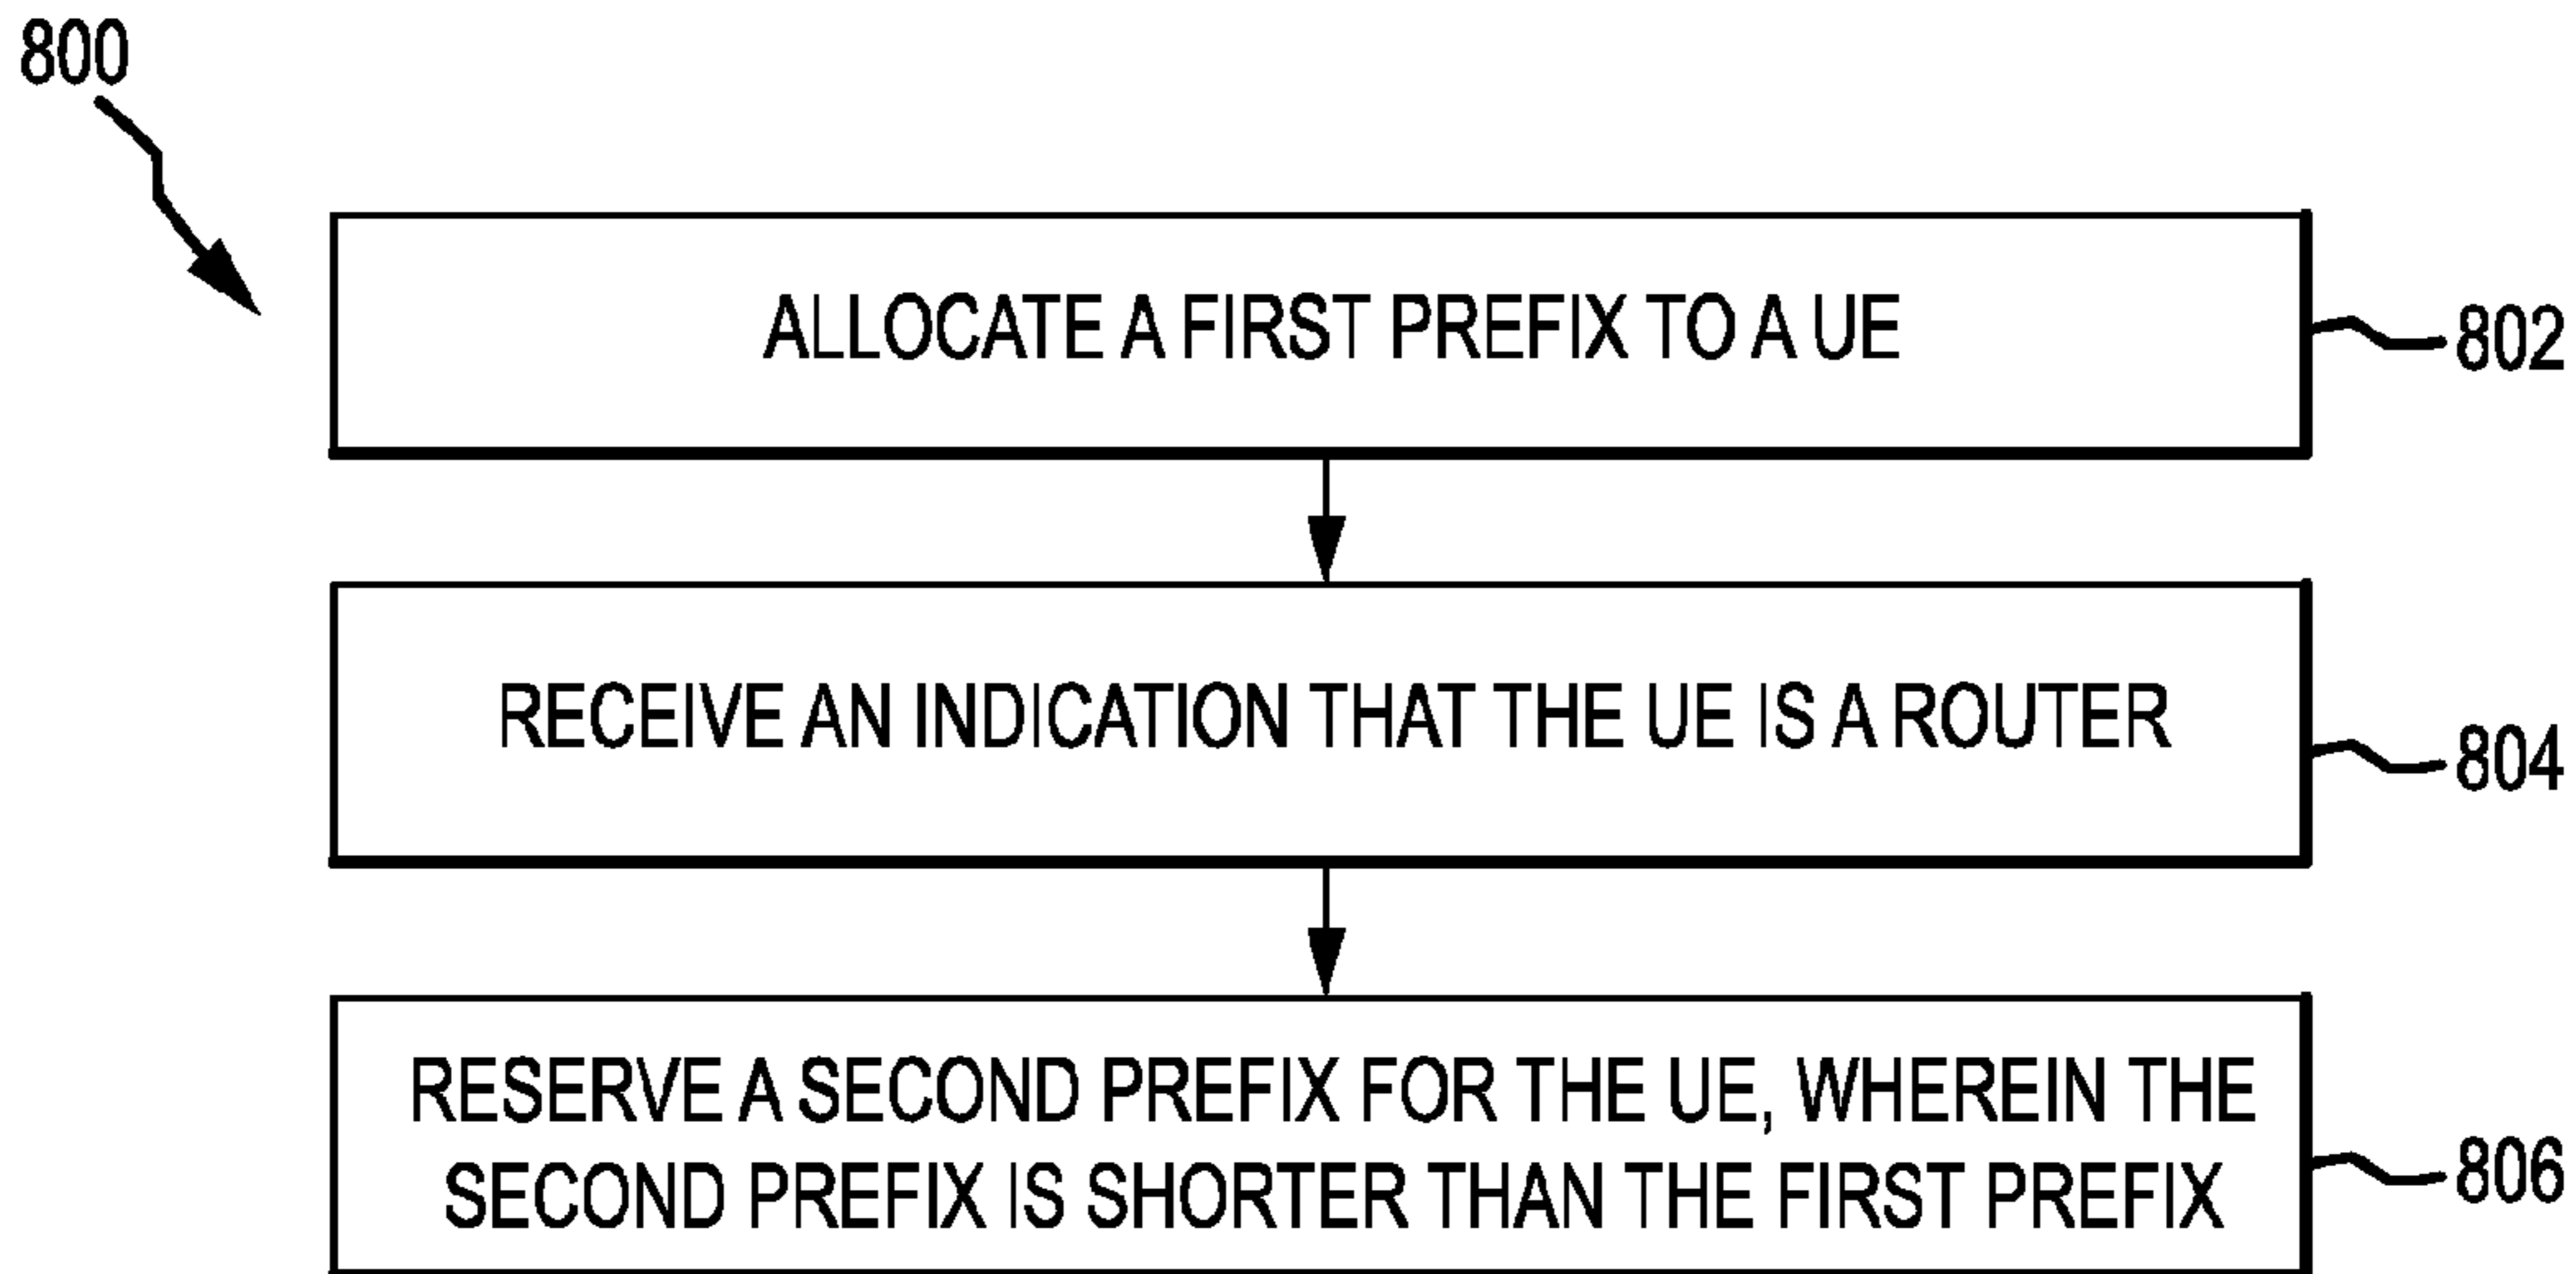 800
ALLOCATE A FIRST PREFIX TO A UE
802
RECEIVE AN INDICATION THAT THE UE IS A ROUTER
804
RESERVE A SECOND PREFIX FOR THE UE, WHEREIN THE
SECOND PREFIX IS SHORTER THAN THE FIRST PREFIX
806